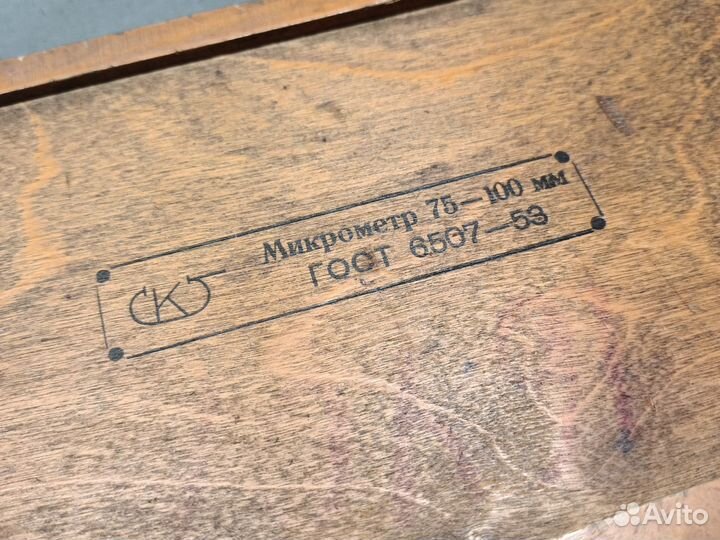 Микрометр 75—100 мм
ГОСТ 6507—53
Avito